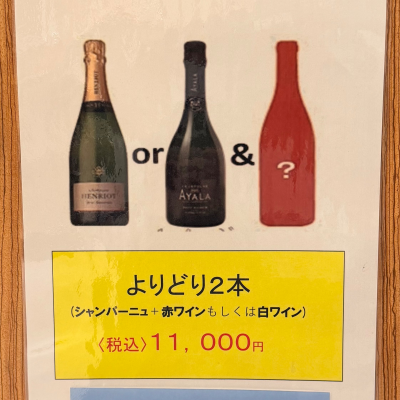 HENRIOT
or
AYALA
&
?
よりどり2本
(シャンパーニュ+赤ワインもしくは白ワイン)
〈税込〉11,000円